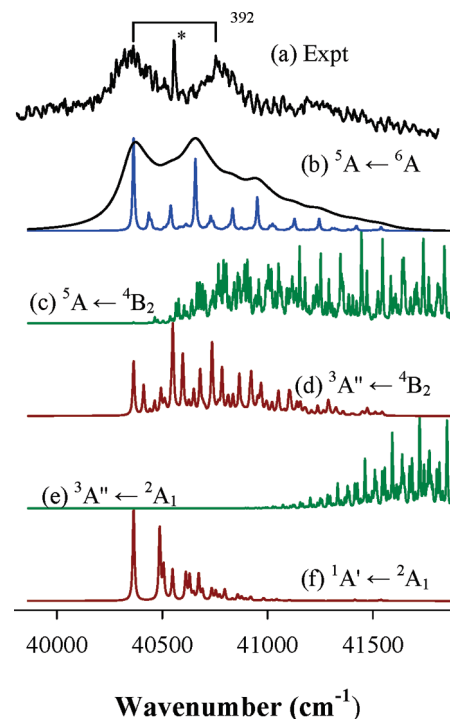 392
*
(a) Expt
(b) ⁵A ← ⁶A
(c) ⁵A ← ⁴B₂
(d) ³A" ← ⁴B₂
(e) ³A" ← ²A₁
(f) ¹A' ← ²A₁
40000 40500 41000 41500
Wavenumber (cm⁻¹)